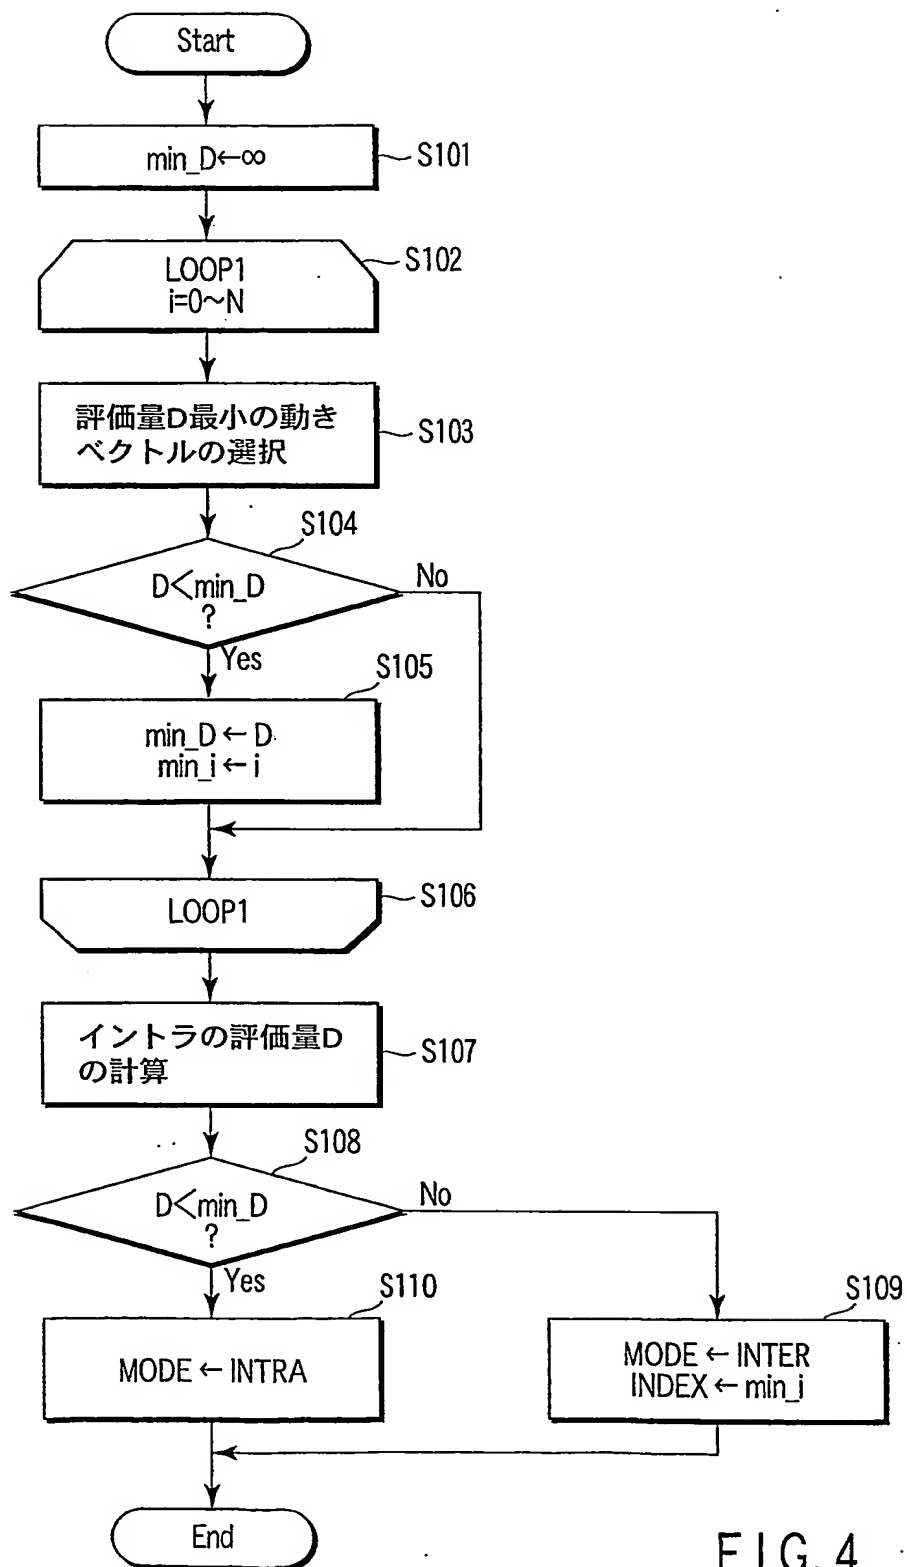 Start
min_D←∞
S101
LOOP1
i=0~N
S102
評価量D最小の動き
ベクトルの選択
S103
S104
D<min_D
?
No
Yes
S105
min_D←D
min_i←i
LOOP1
S106
イントラの評価量D
の計算
S107
S108
D<min_D
?
No
Yes
S110
MODE←INTRA
S109
MODE←INTER
INDEX←min_i
End
FIG. 4